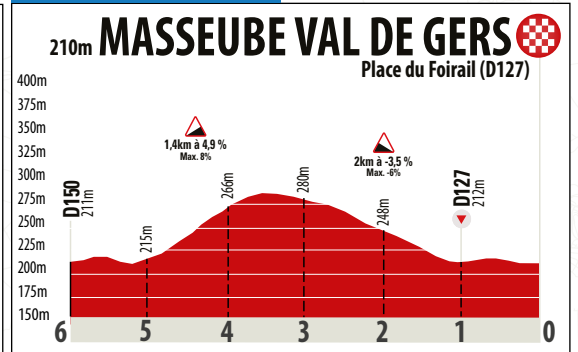 210m MASSEUBE VAL DE GERS
Place du Foirail (D127)
400m
375m
350m
325m
300m
275m
250m
225m
200m
175m
150m
1,4km à 4,9 %
Max. 8%
2km à -3,5 %
Max. -6%
D150
211m
215m
266m
280m
248m
D127
212m
6 5 4 3 2 1 0